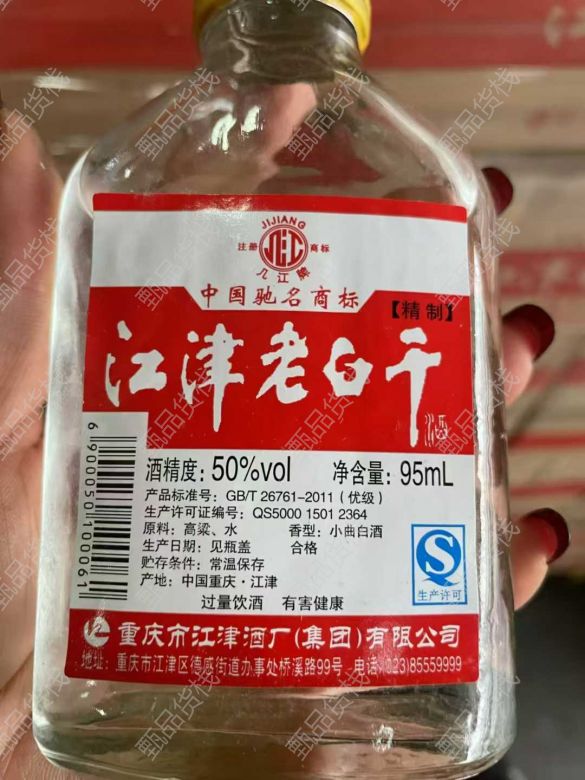 JIJIANG
注册 商标
几江牌
中国驰名商标
【精制】
江津老白干
酒
酒精度：50%vol 净含量：95mL
产品标准号：GB/T 26761-2011（优级）
生产许可证编号：QS5000 1501 2364
原料：高粱、水 香型：小曲白酒
生产日期：见瓶盖 合格
贮存条件：常温保存
产地：中国重庆·江津
过量饮酒 有害健康
生产许可
6 900050 100061
重庆市江津酒厂(集团)有限公司
地址：重庆市江津区德感街道办事处桥溪路99号 电话：(023)85559999
甄品货栈